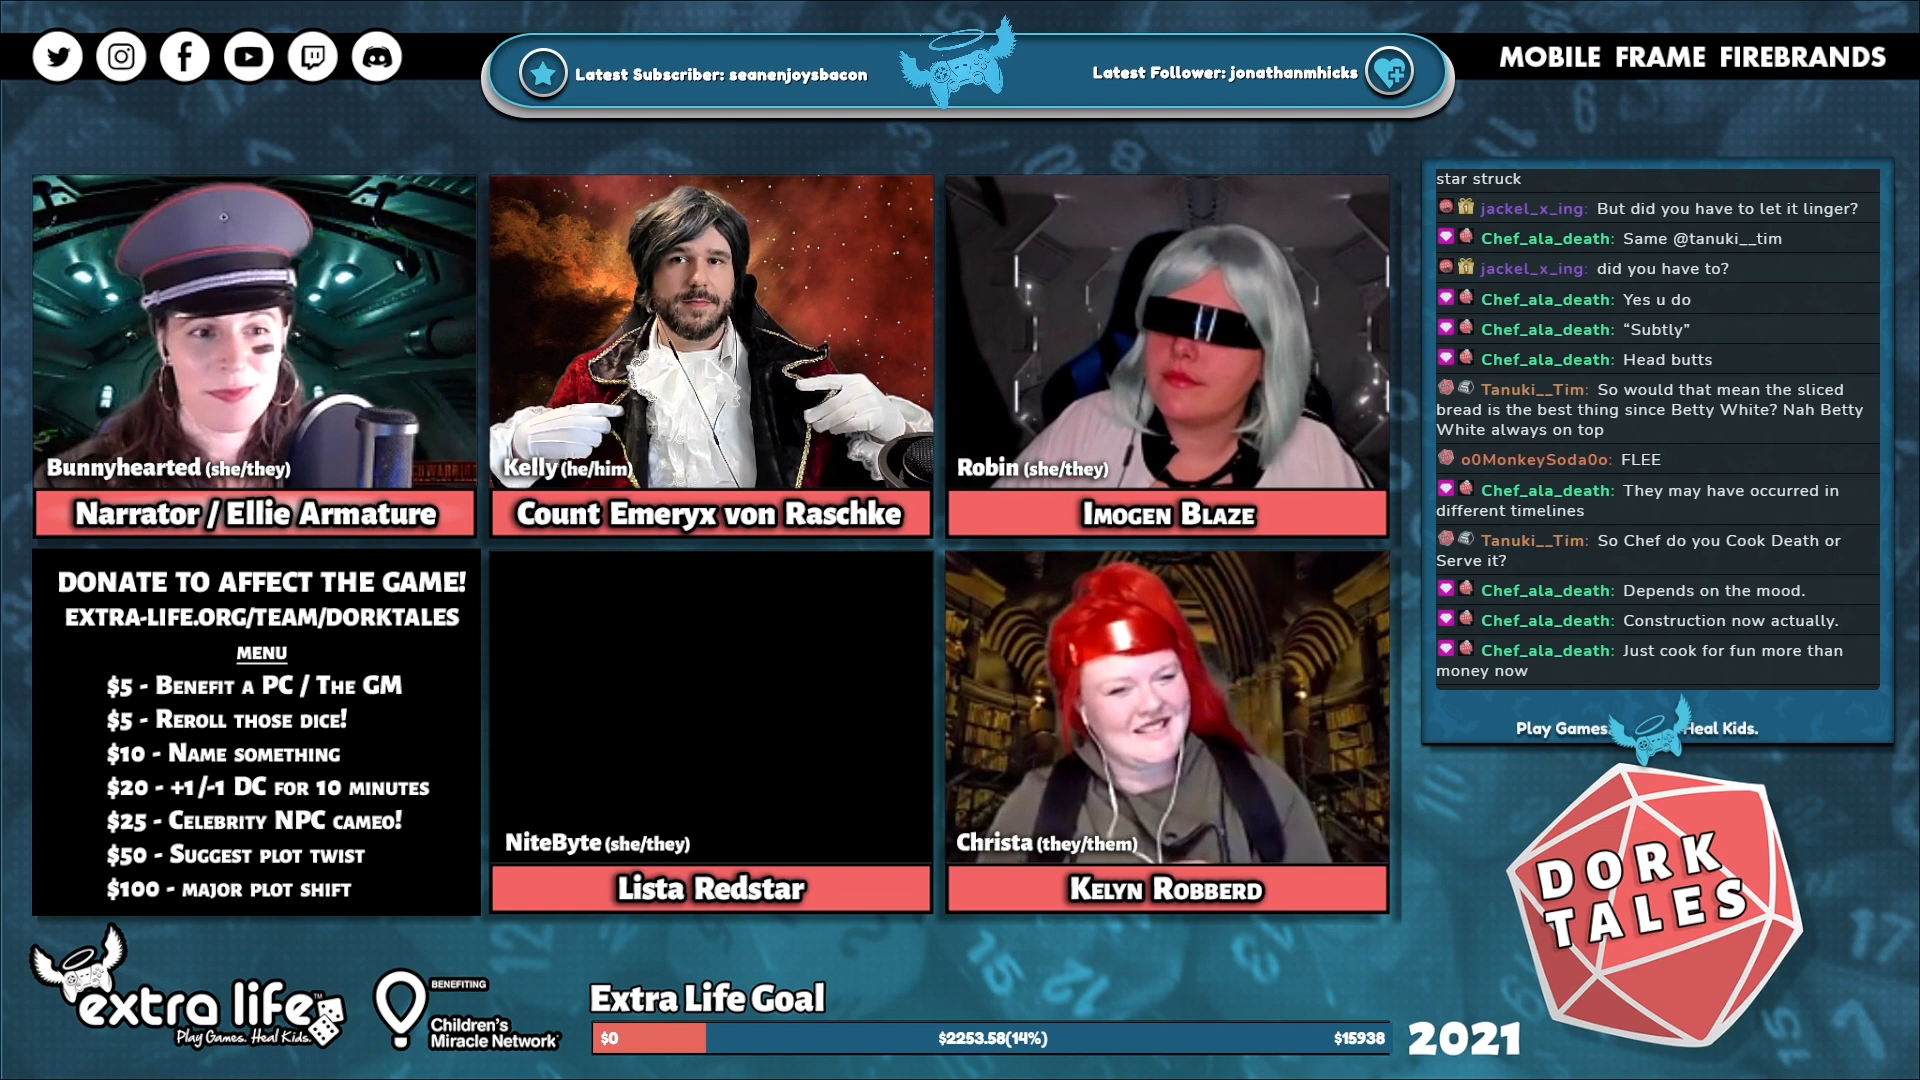 Latest Subscriber: seanenjoysbacon
Latest Follower: jonathanmhicks
MOBILE FRAME FIREBRANDS
Bunnyhearted (she/they)
Narrator / Ellie Armature
Kelly (he/him)
Count Emeryx von Raschke
Robin (she/they)
Imogen Blaze
DONATE TO AFFECT THE GAME!
EXTRA-LIFE.ORG/TEAM/DORKTALES
MENU
$5 - Benefit a PC / The GM
$5 - Reroll those dice!
$10 - Name something
$20 - +1/-1 DC for 10 minutes
$25 - Celebrity NPC cameo!
$50 - Suggest plot twist
$100 - major plot shift
NiteByte (she/they)
Lista Redstar
Christa (they/them)
Kelyn Robberd
star struck
jackel_x_ing: But did you have to let it linger?
Chef_ala_death: Same @tanuki__tim
jackel_x_ing: did you have to?
Chef_ala_death: Yes u do
Chef_ala_death: “Subtly”
Chef_ala_death: Head butts
Tanuki__Tim: So would that mean the sliced
bread is the best thing since Betty White? Nah Betty
White always on top
o0MonkeySoda0o: FLEE
Chef_ala_death: They may have occurred in
different timelines
Tanuki__Tim: So Chef do you Cook Death or
Serve it?
Chef_ala_death: Depends on the mood.
Chef_ala_death: Construction now actually.
Chef_ala_death: Just cook for fun more than
money now
Play Games. Heal Kids.
DORK
TALES
extra life™
Play Games. Heal Kids.
BENEFITING
Children's
Miracle Network
Extra Life Goal
$0 $2253.58(14%) $15938
2021